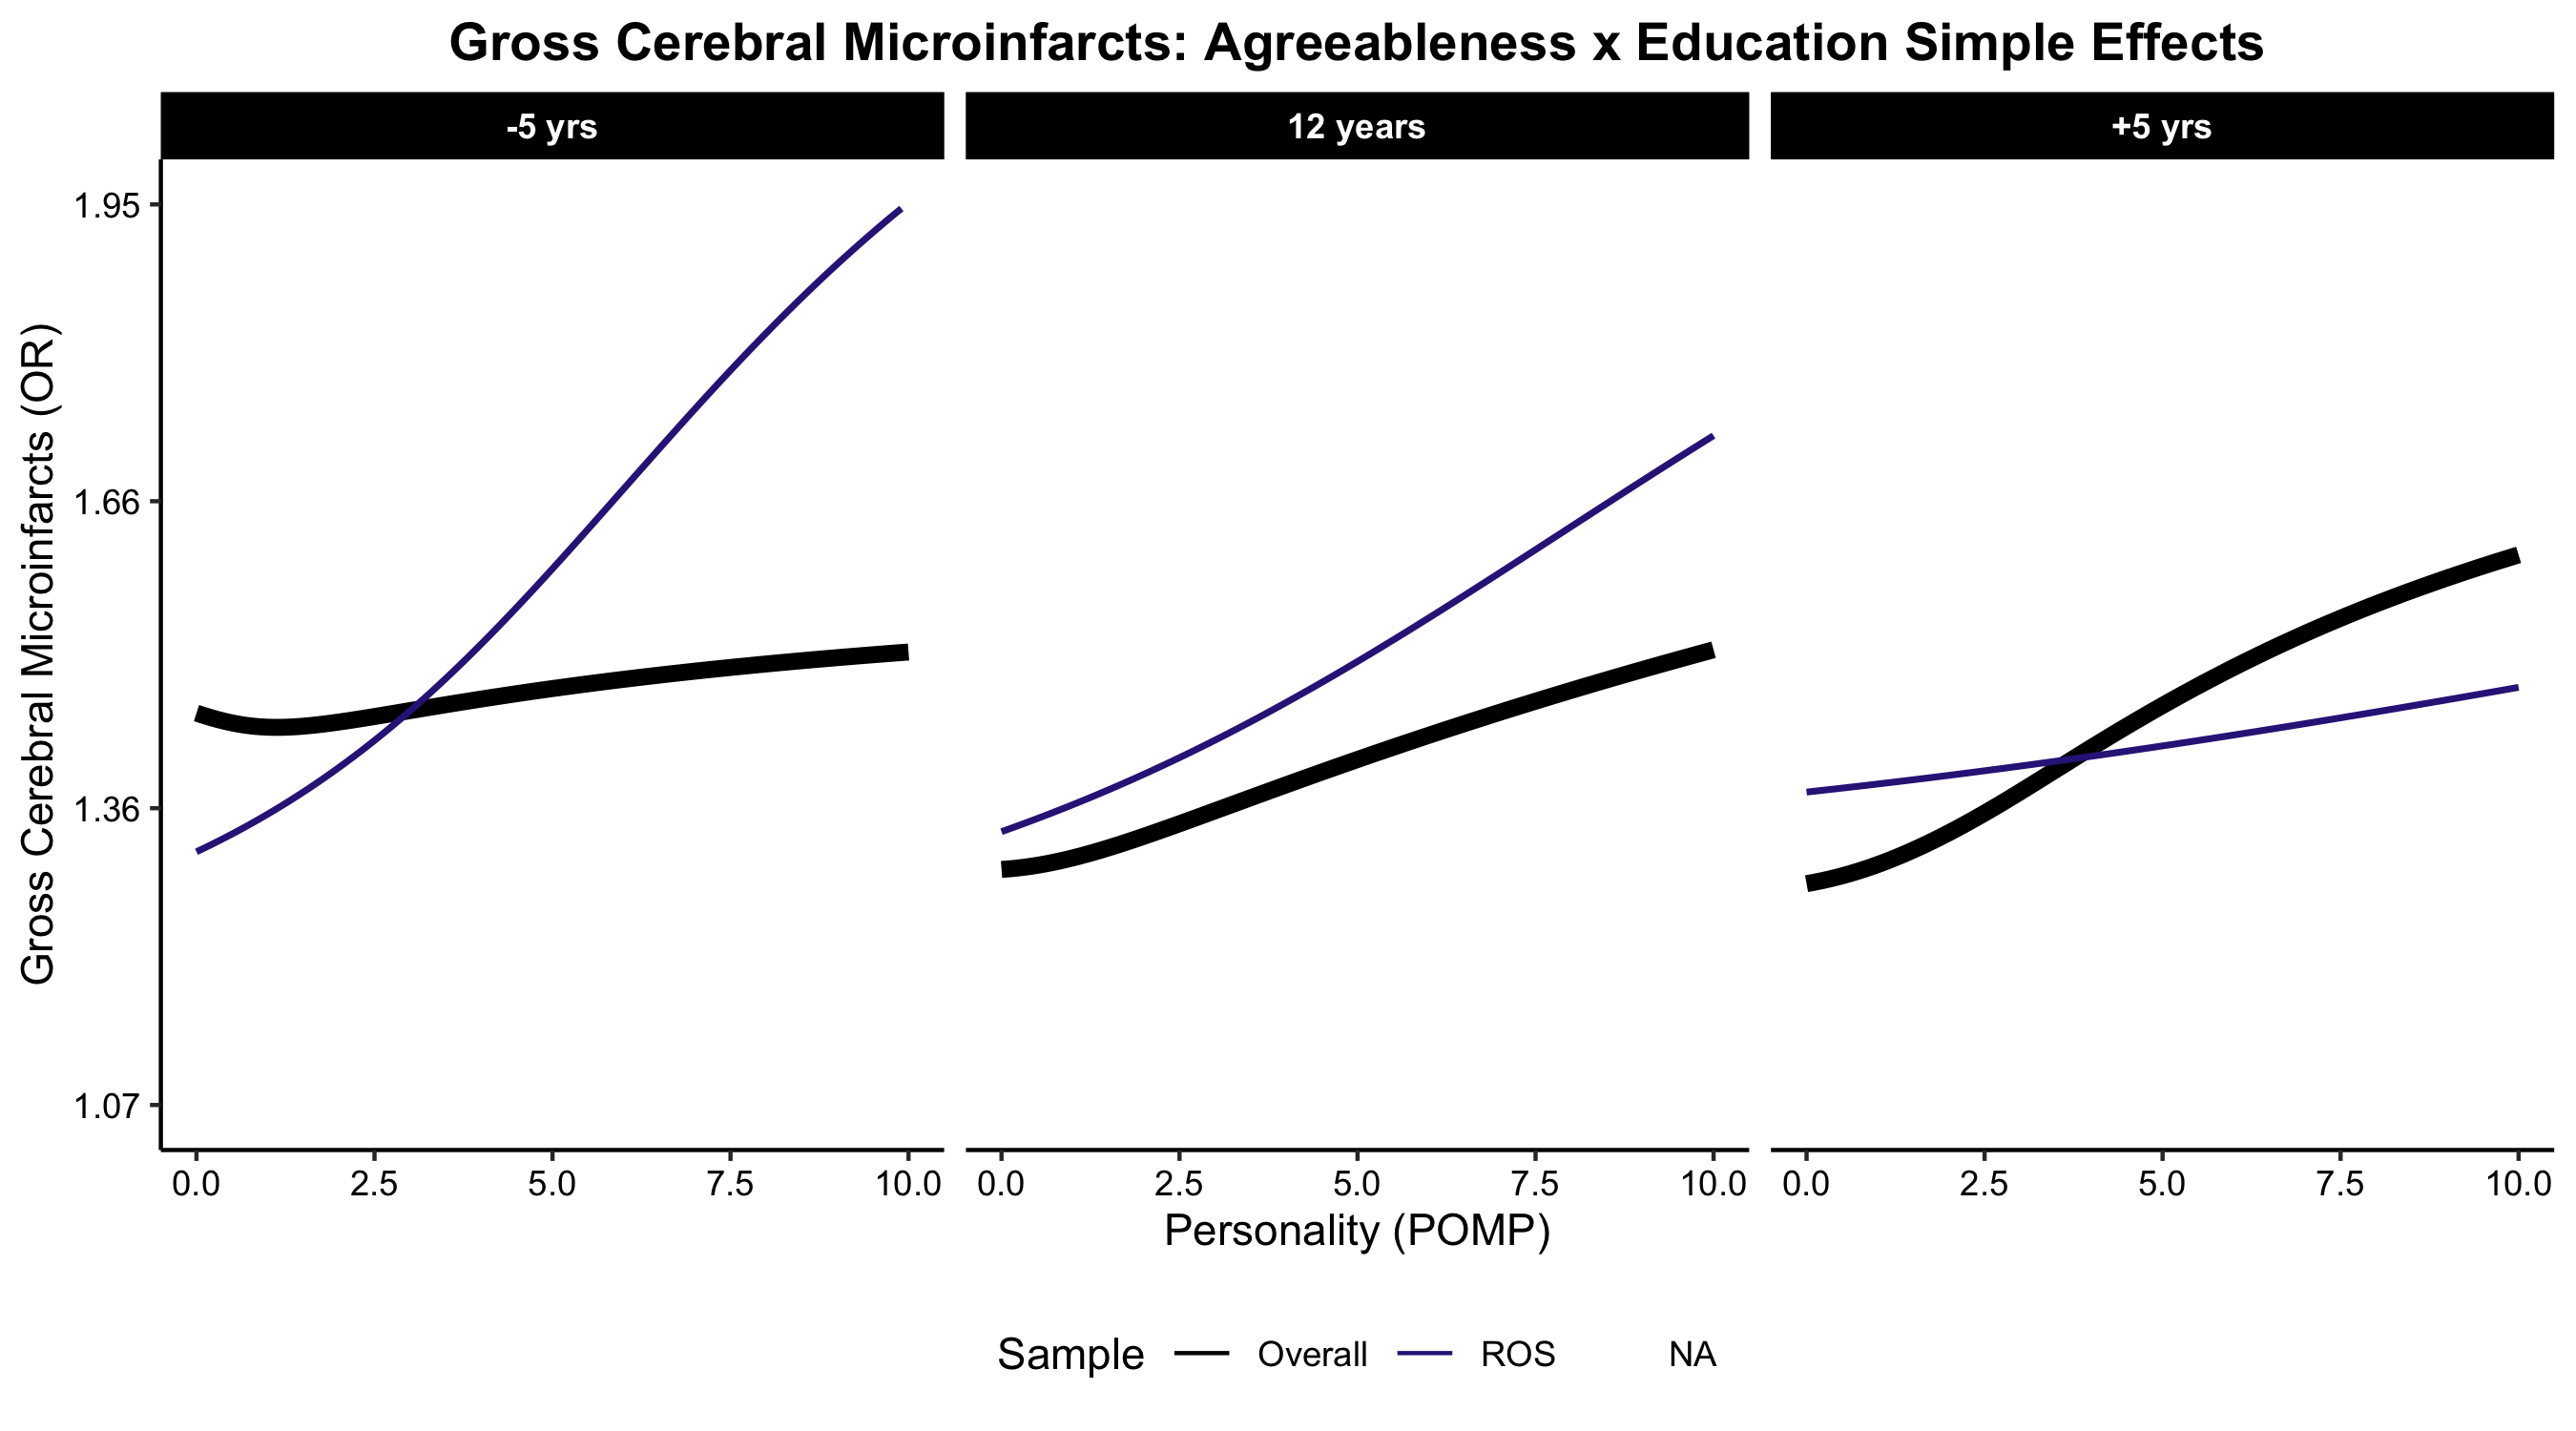 Gross Cerebral Microinfarcts: Agreeableness x Education Simple Effects
-5 yrs
12 years
+5 yrs
Gross Cerebral Microinfarcts (OR)
1.95
1.66
1.36
1.07
0.0 2.5 5.0 7.5 10.0
0.0 2.5 5.0 7.5 10.0
0.0 2.5 5.0 7.5 10.0
Personality (POMP)
Sample Overall ROS NA